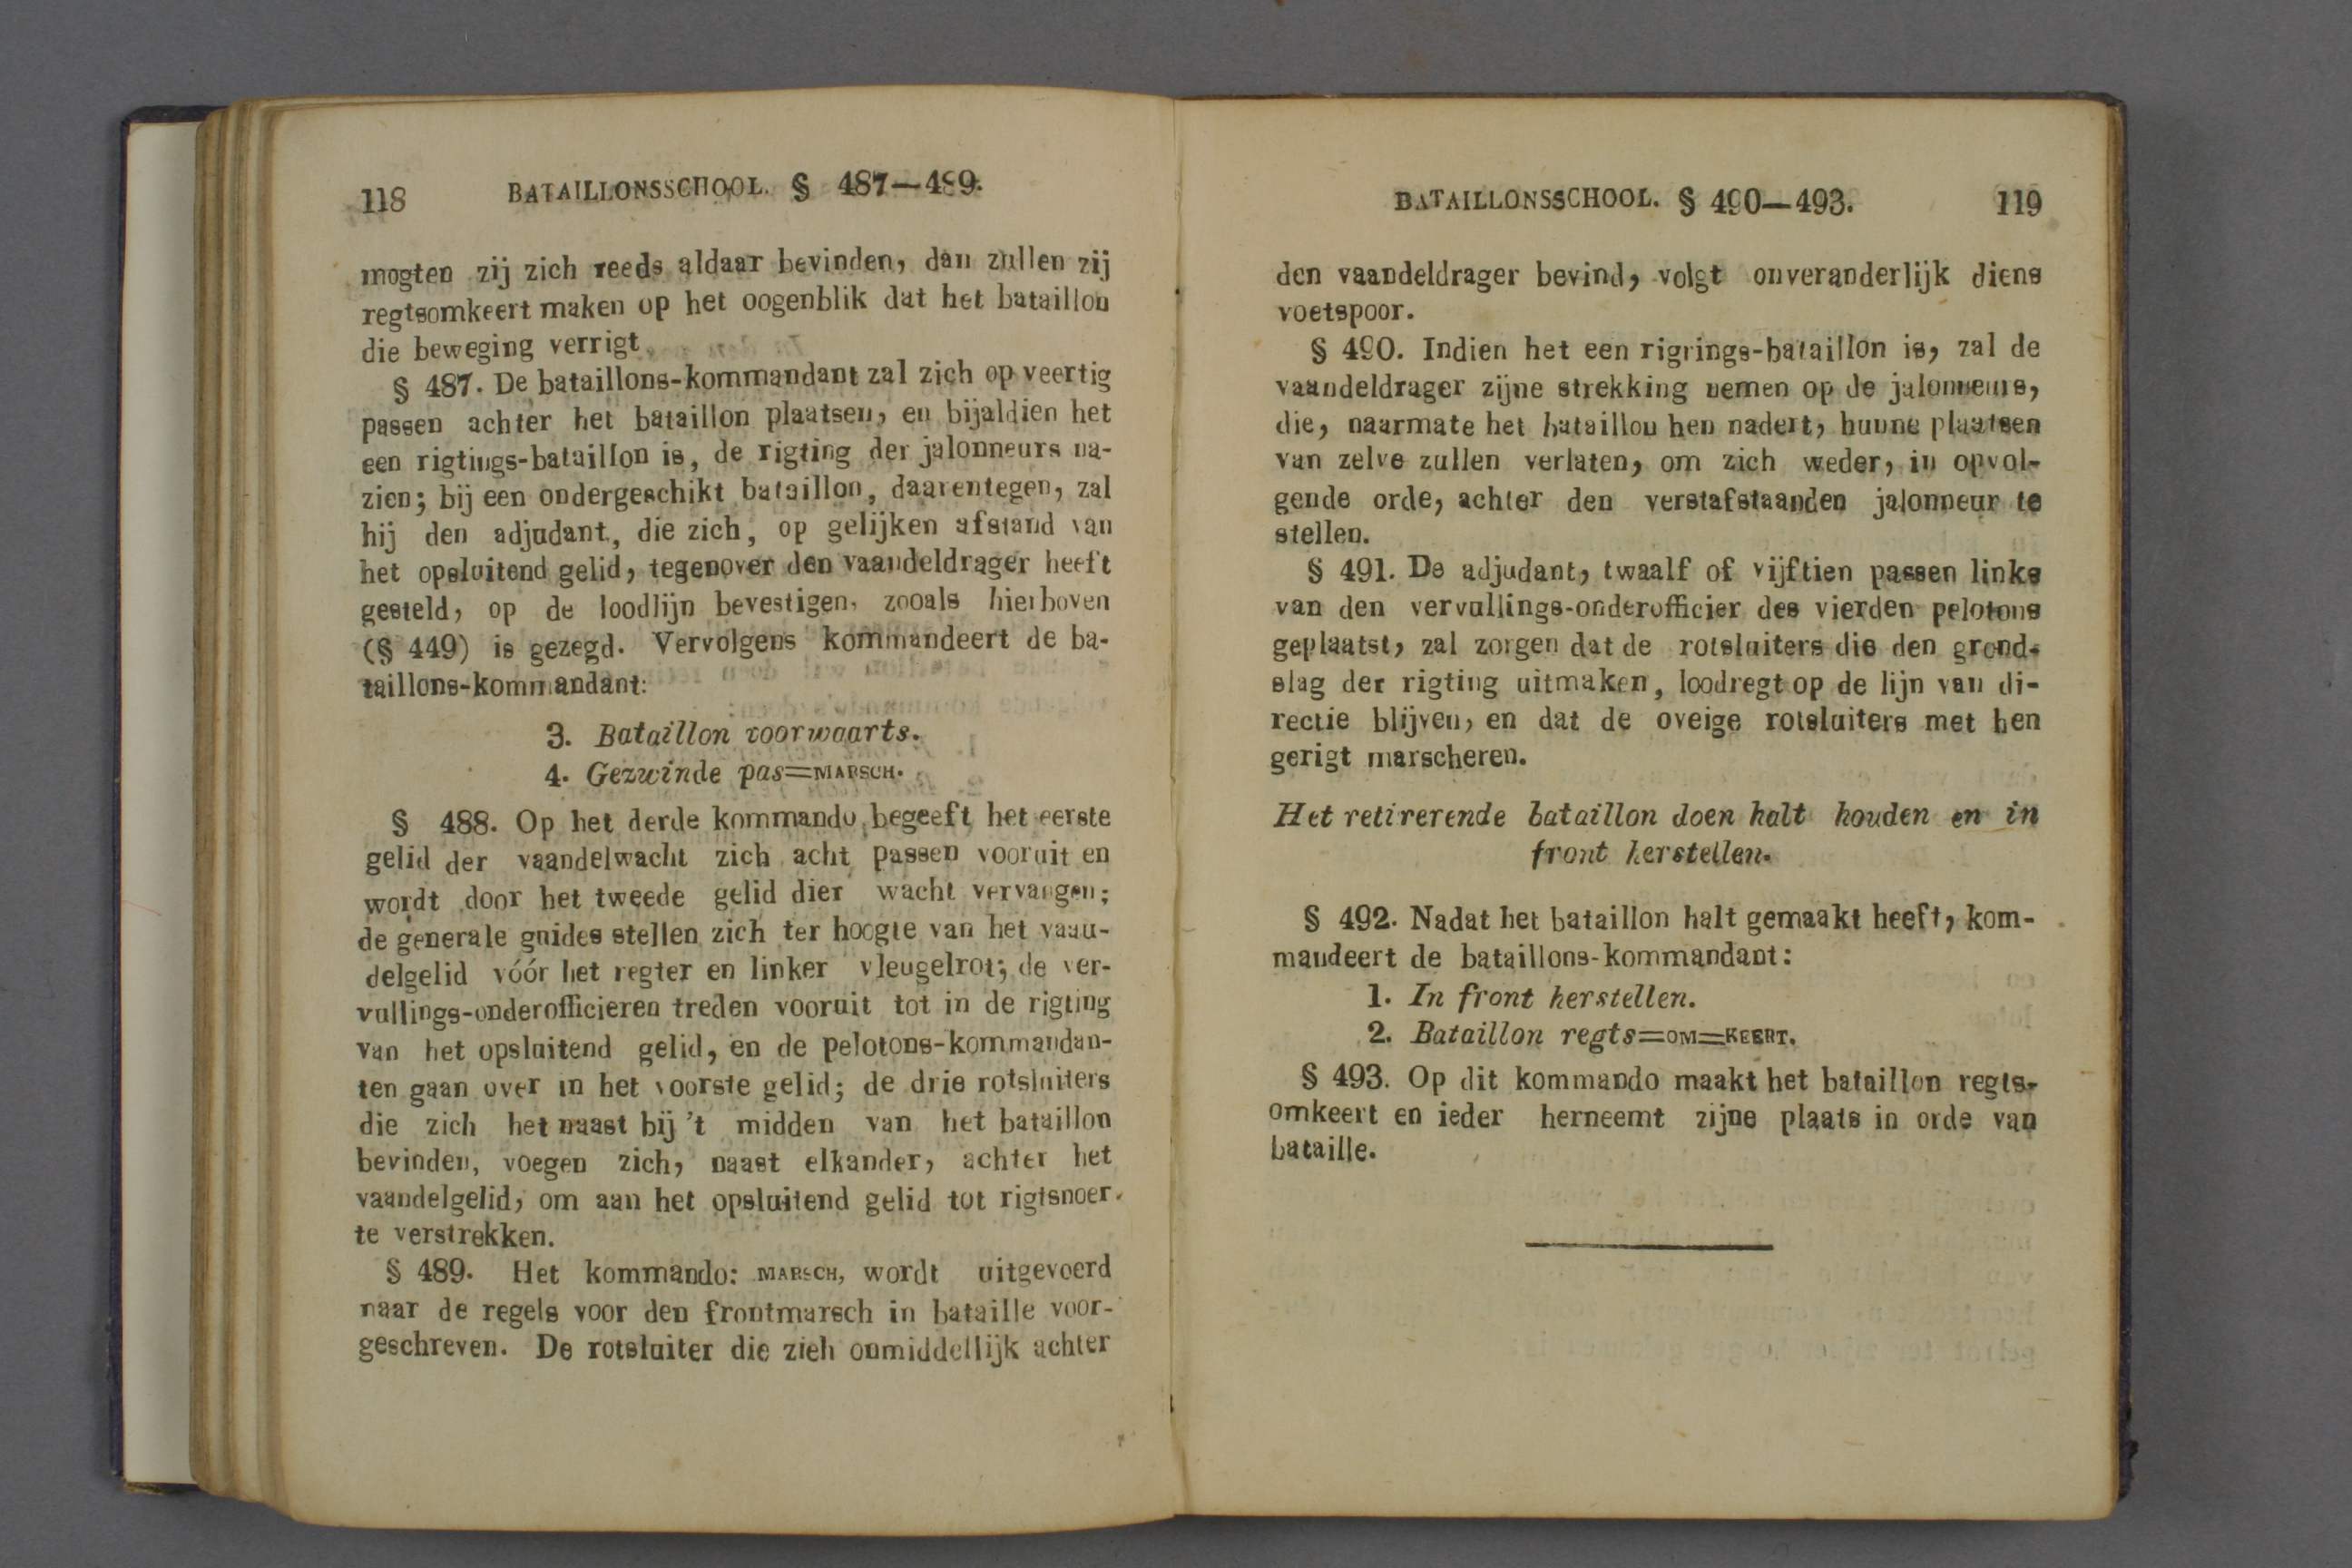 118 BATAILLONSSCHOOL. § 487—489.
mogten zij zich reeds aldaar bevinden, dan zullen zij
regtsomkeert maken op het oogenblik dat het bataillon
die beweging verrigt
§ 487. De bataillons-kommandant zal zich op veertig
passen achter het bataillon plaatsen, en bijaldien het
een rigtings-bataillon is, de rigting der jalonneurs na-
zien; bij een ondergeschikt bataillon, daarentegen, zal
hij den adjudant, die zich, op gelijken afstand van
het opsluitend gelid, tegenover den vaandeldrager heeft
gesteld, op de loodlijn bevestigen, zooals hierboven
(§ 449) is gezegd. Vervolgens kommandeert de ba-
taillons-kommandant:
3. Bataillon voorwaarts.
4. Gezwinde pas=MARSCH.
§ 488. Op het derde kommando begeeft het eerste
gelid der vaandelwacht zich acht passen vooruit en
wordt door het tweede gelid dier wacht vervangen;
de generale guides stellen zich ter hoogte van het vaan-
delgelid vóór het regter en linker vleugelrot; de ver-
vullings-onderofficieren treden vooruit tot in de rigting
van het opsluitend gelid, en de pelotons-kommandan-
ten gaan over in het voorste gelid; de drie rotsluiters
die zich het naast bij 't midden van het bataillon
bevinden, voegen zich, naast elkander, achter het
vaandelgelid, om aan het opsluitend gelid tot rigtsnoer
te verstrekken.
§ 489. Het kommando: MARSCH, wordt uitgevoerd
naar de regels voor den frontmarsch in bataille voor-
geschreven. De rotsluiter die zich onmiddellijk achter
BATAILLONSSCHOOL. § 490—493. 119
den vaandeldrager bevind, volgt onveranderlijk diens
voetspoor.
§ 490. Indien het een rigrings-bataillon is, zal de
vaandeldrager zijne strekking nemen op de jalonneurs,
die, naarmate het bataillon hen nadert, hunne plaatsen
van zelve zullen verlaten, om zich weder, in opvol-
gende orde, achter den verstafstaanden jalonneur te
stellen.
§ 491. De adjudant, twaalf of vijftien passen links
van den vervullings-onderofficier des vierden pelotons
geplaatst, zal zorgen dat de rotsluiters die den grond-
slag der rigting uitmaken, loodregt op de lijn van di-
rectie blijven, en dat de overige rotsluiters met hen
gerigt marscheren.
Het retirerende bataillon doen halt houden en in
front herstellen.
§ 492. Nadat het bataillon halt gemaakt heeft, kom-
mandeert de bataillons-kommandant:
1. In front herstellen.
2. Bataillon regts=OM=KEERT.
§ 493. Op dit kommando maakt het bataillon regts-
omkeert en ieder herneemt zijne plaats in orde van
bataille.